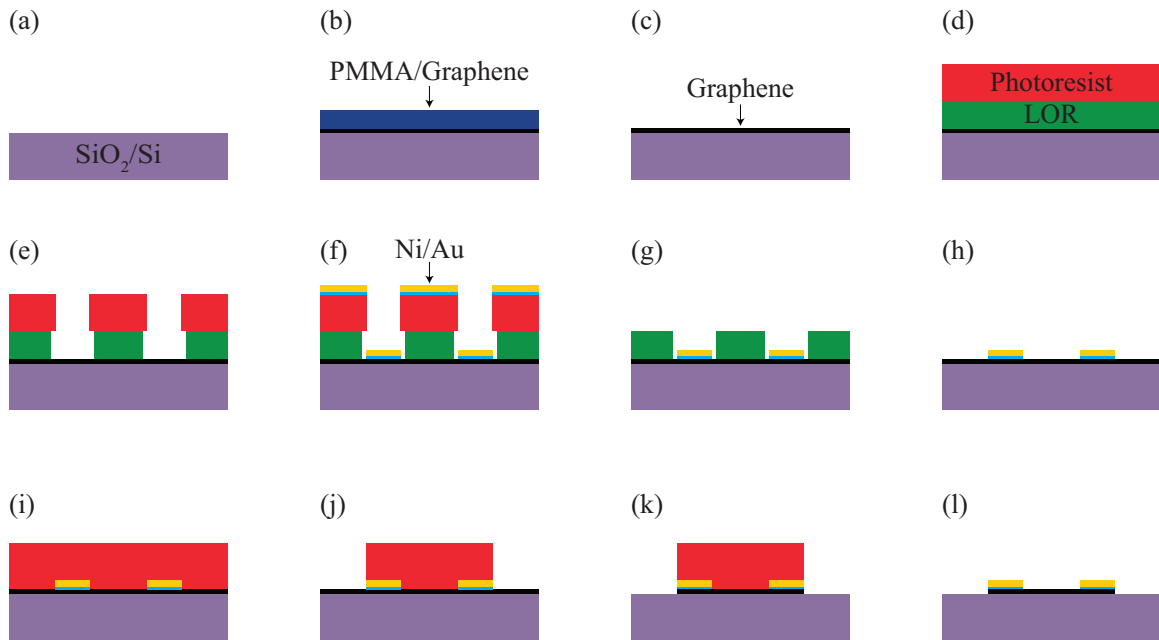 (a)
(b)
(c)
(d)
PMMA/Graphene
Graphene
Photoresist
LOR
SiO₂/Si
(e)
(f)
(g)
(h)
Ni/Au
(i)
(j)
(k)
(l)